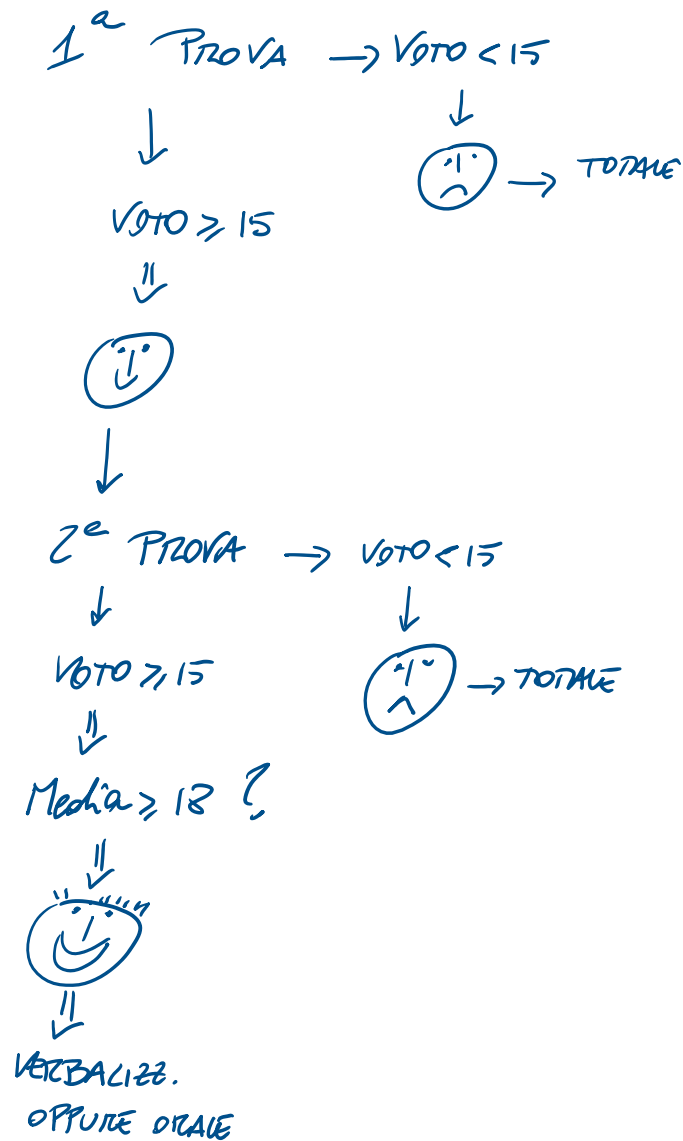 1ª PROVA → VOTO < 15
→ TOTALE
VOTO ≥ 15
2ª PROVA → VOTO < 15
VOTO ≥ 15
→ TOTALE
Media ≥ 18 ?
VERBALIZZ.
OPPURE ORALE